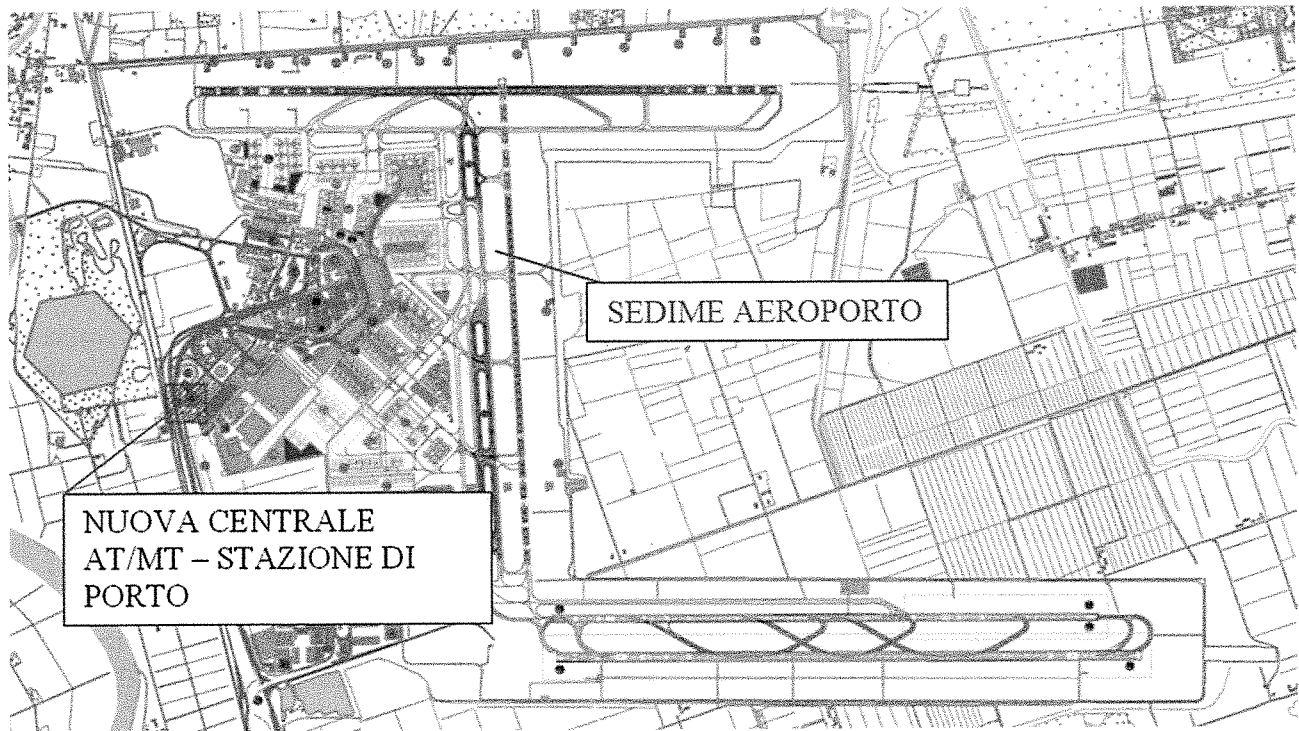 SEDIME AEROPORTO
NUOVA CENTRALE
AT/MT – STAZIONE DI
PORTO